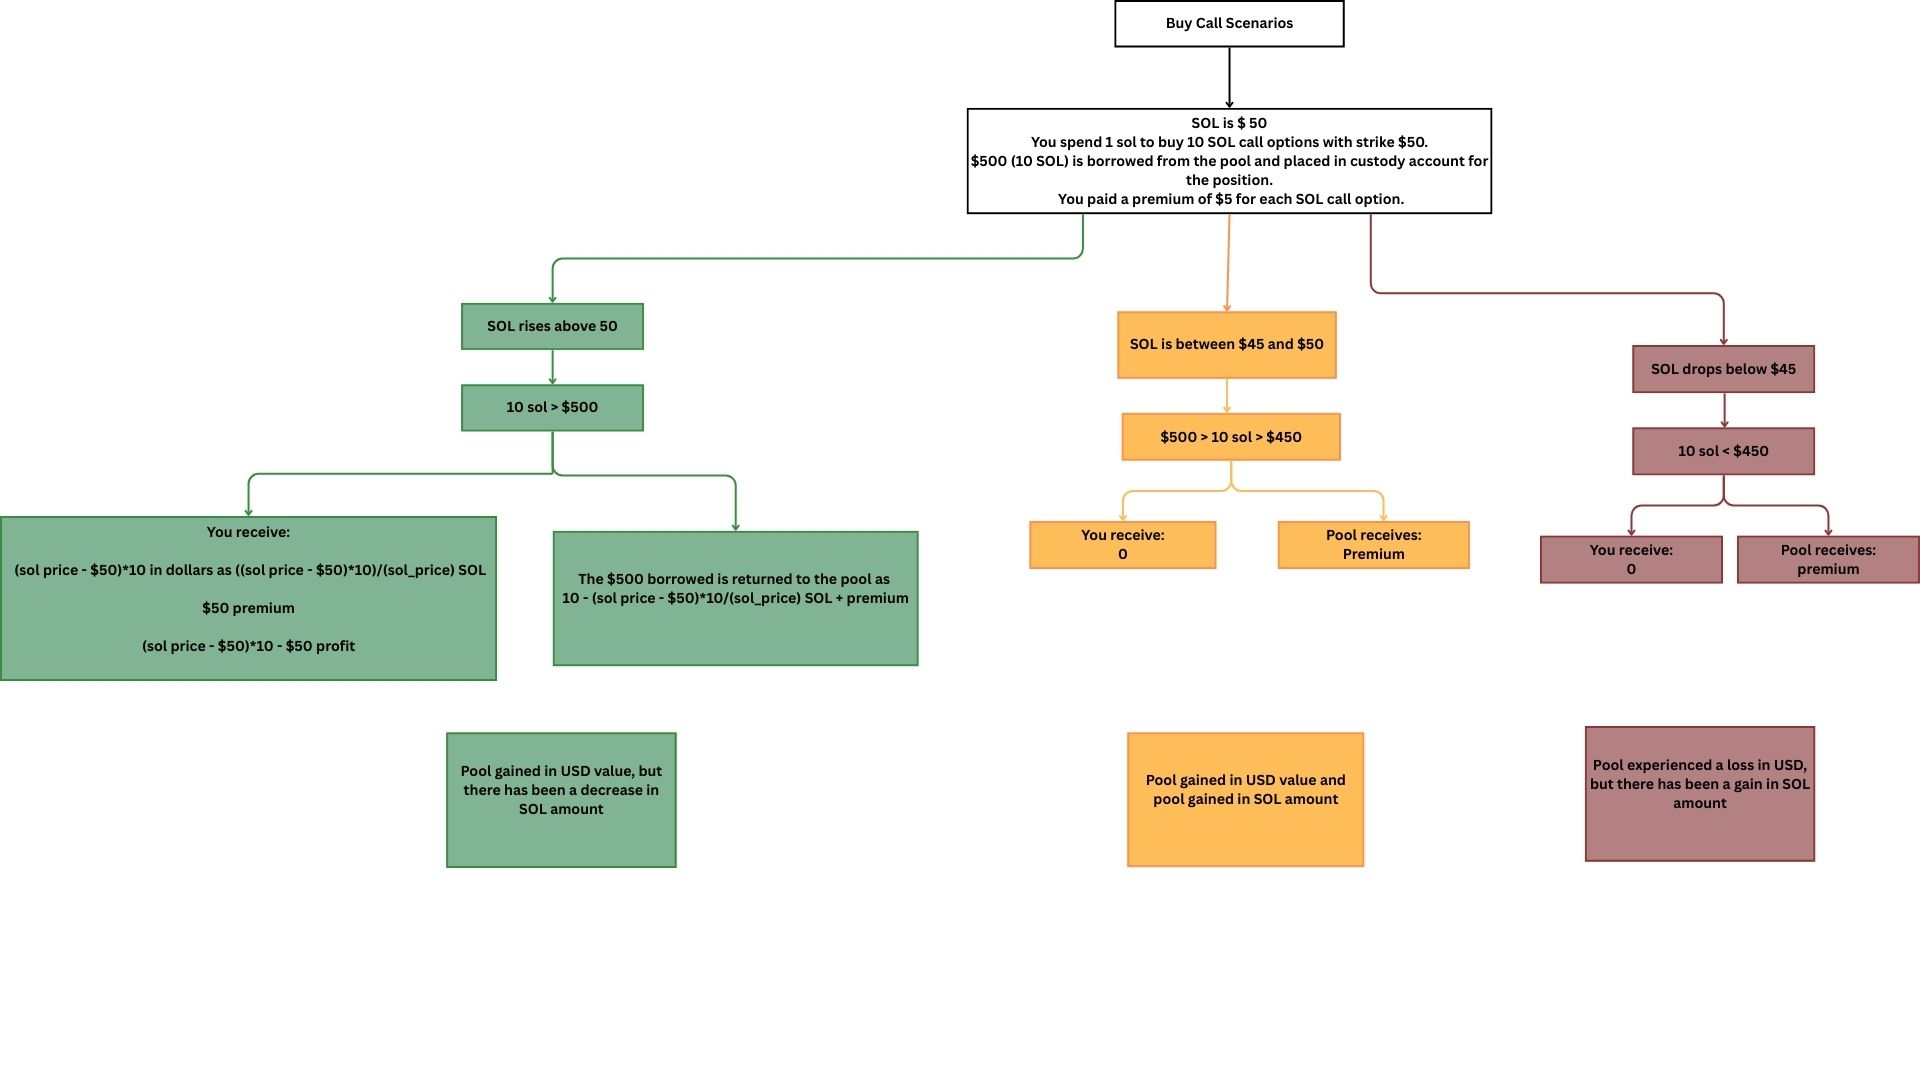 Buy Call Scenarios
SOL is $ 50
You spend 1 sol to buy 10 SOL call options with strike $50.
$500 (10 SOL) is borrowed from the pool and placed in custody account for
the position.
You paid a premium of $5 for each SOL call option.
SOL rises above 50
10 sol > $500
You receive:
(sol price - $50)*10 in dollars as ((sol price - $50)*10)/(sol_price) SOL
$50 premium
(sol price - $50)*10 - $50 profit
The $500 borrowed is returned to the pool as
10 - (sol price - $50)*10/(sol_price) SOL + premium
Pool gained in USD value, but
there has been a decrease in
SOL amount
SOL is between $45 and $50
$500 > 10 sol > $450
You receive:
0
Pool receives:
Premium
Pool gained in USD value and
pool gained in SOL amount
SOL drops below $45
10 sol < $450
You receive:
0
Pool receives:
premium
Pool experienced a loss in USD,
but there has been a gain in SOL
amount